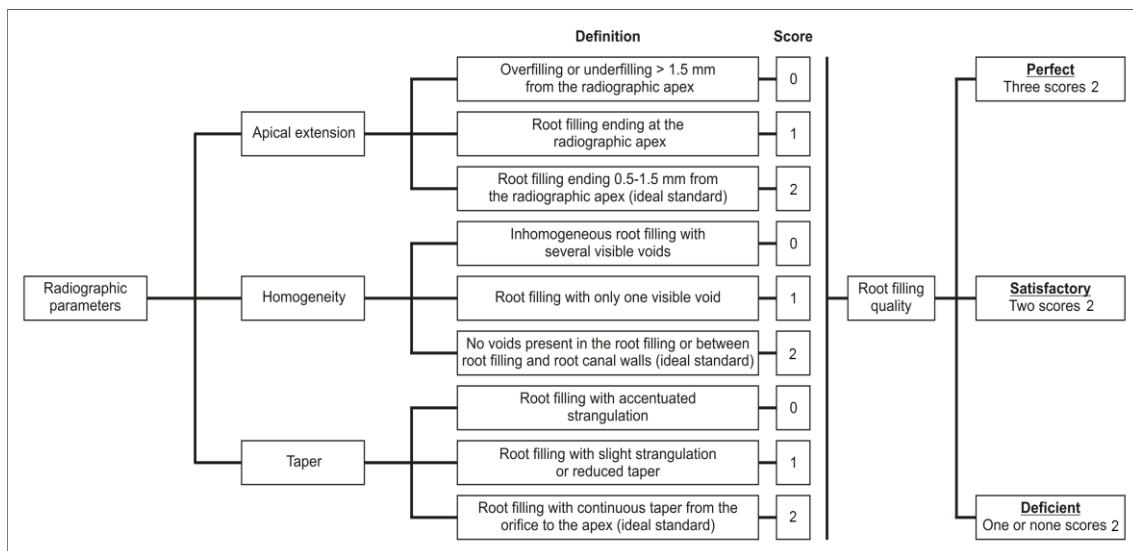 Definition
Score
Radiographic
parameters
Apical extension
Overfilling or underfilling > 1.5 mm
from the radiographic apex
0
Root filling ending at the
radiographic apex
1
Root filling ending 0.5-1.5 mm from
the radiographic apex (ideal standard)
2
Homogeneity
Inhomogeneous root filling with
several visible voids
0
Root filling with only one visible void
1
No voids present in the root filling or between
root filling and root canal walls (ideal standard)
2
Taper
Root filling with accentuated
strangulation
0
Root filling with slight strangulation
or reduced taper
1
Root filling with continuous taper from the
orifice to the apex (ideal standard)
2
Root filling
quality
Perfect
Three scores 2
Satisfactory
Two scores 2
Deficient
One or none scores 2